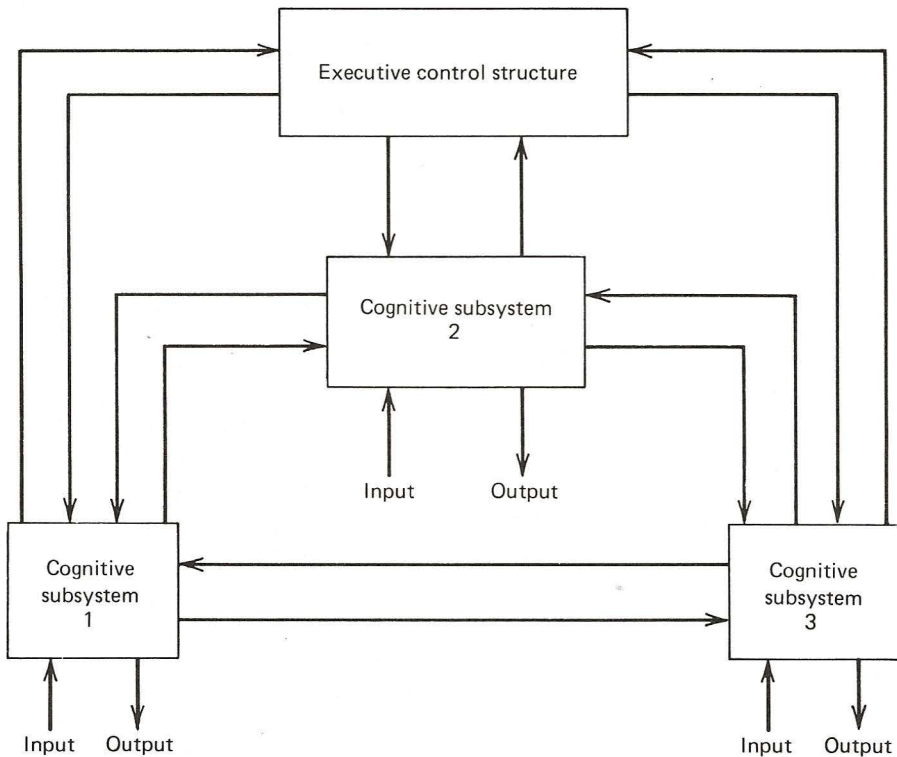 Executive control structure
Cognitive subsystem
2
Input
Output
Cognitive
subsystem
1
Cognitive
subsystem
3
Input
Output
Input
Output